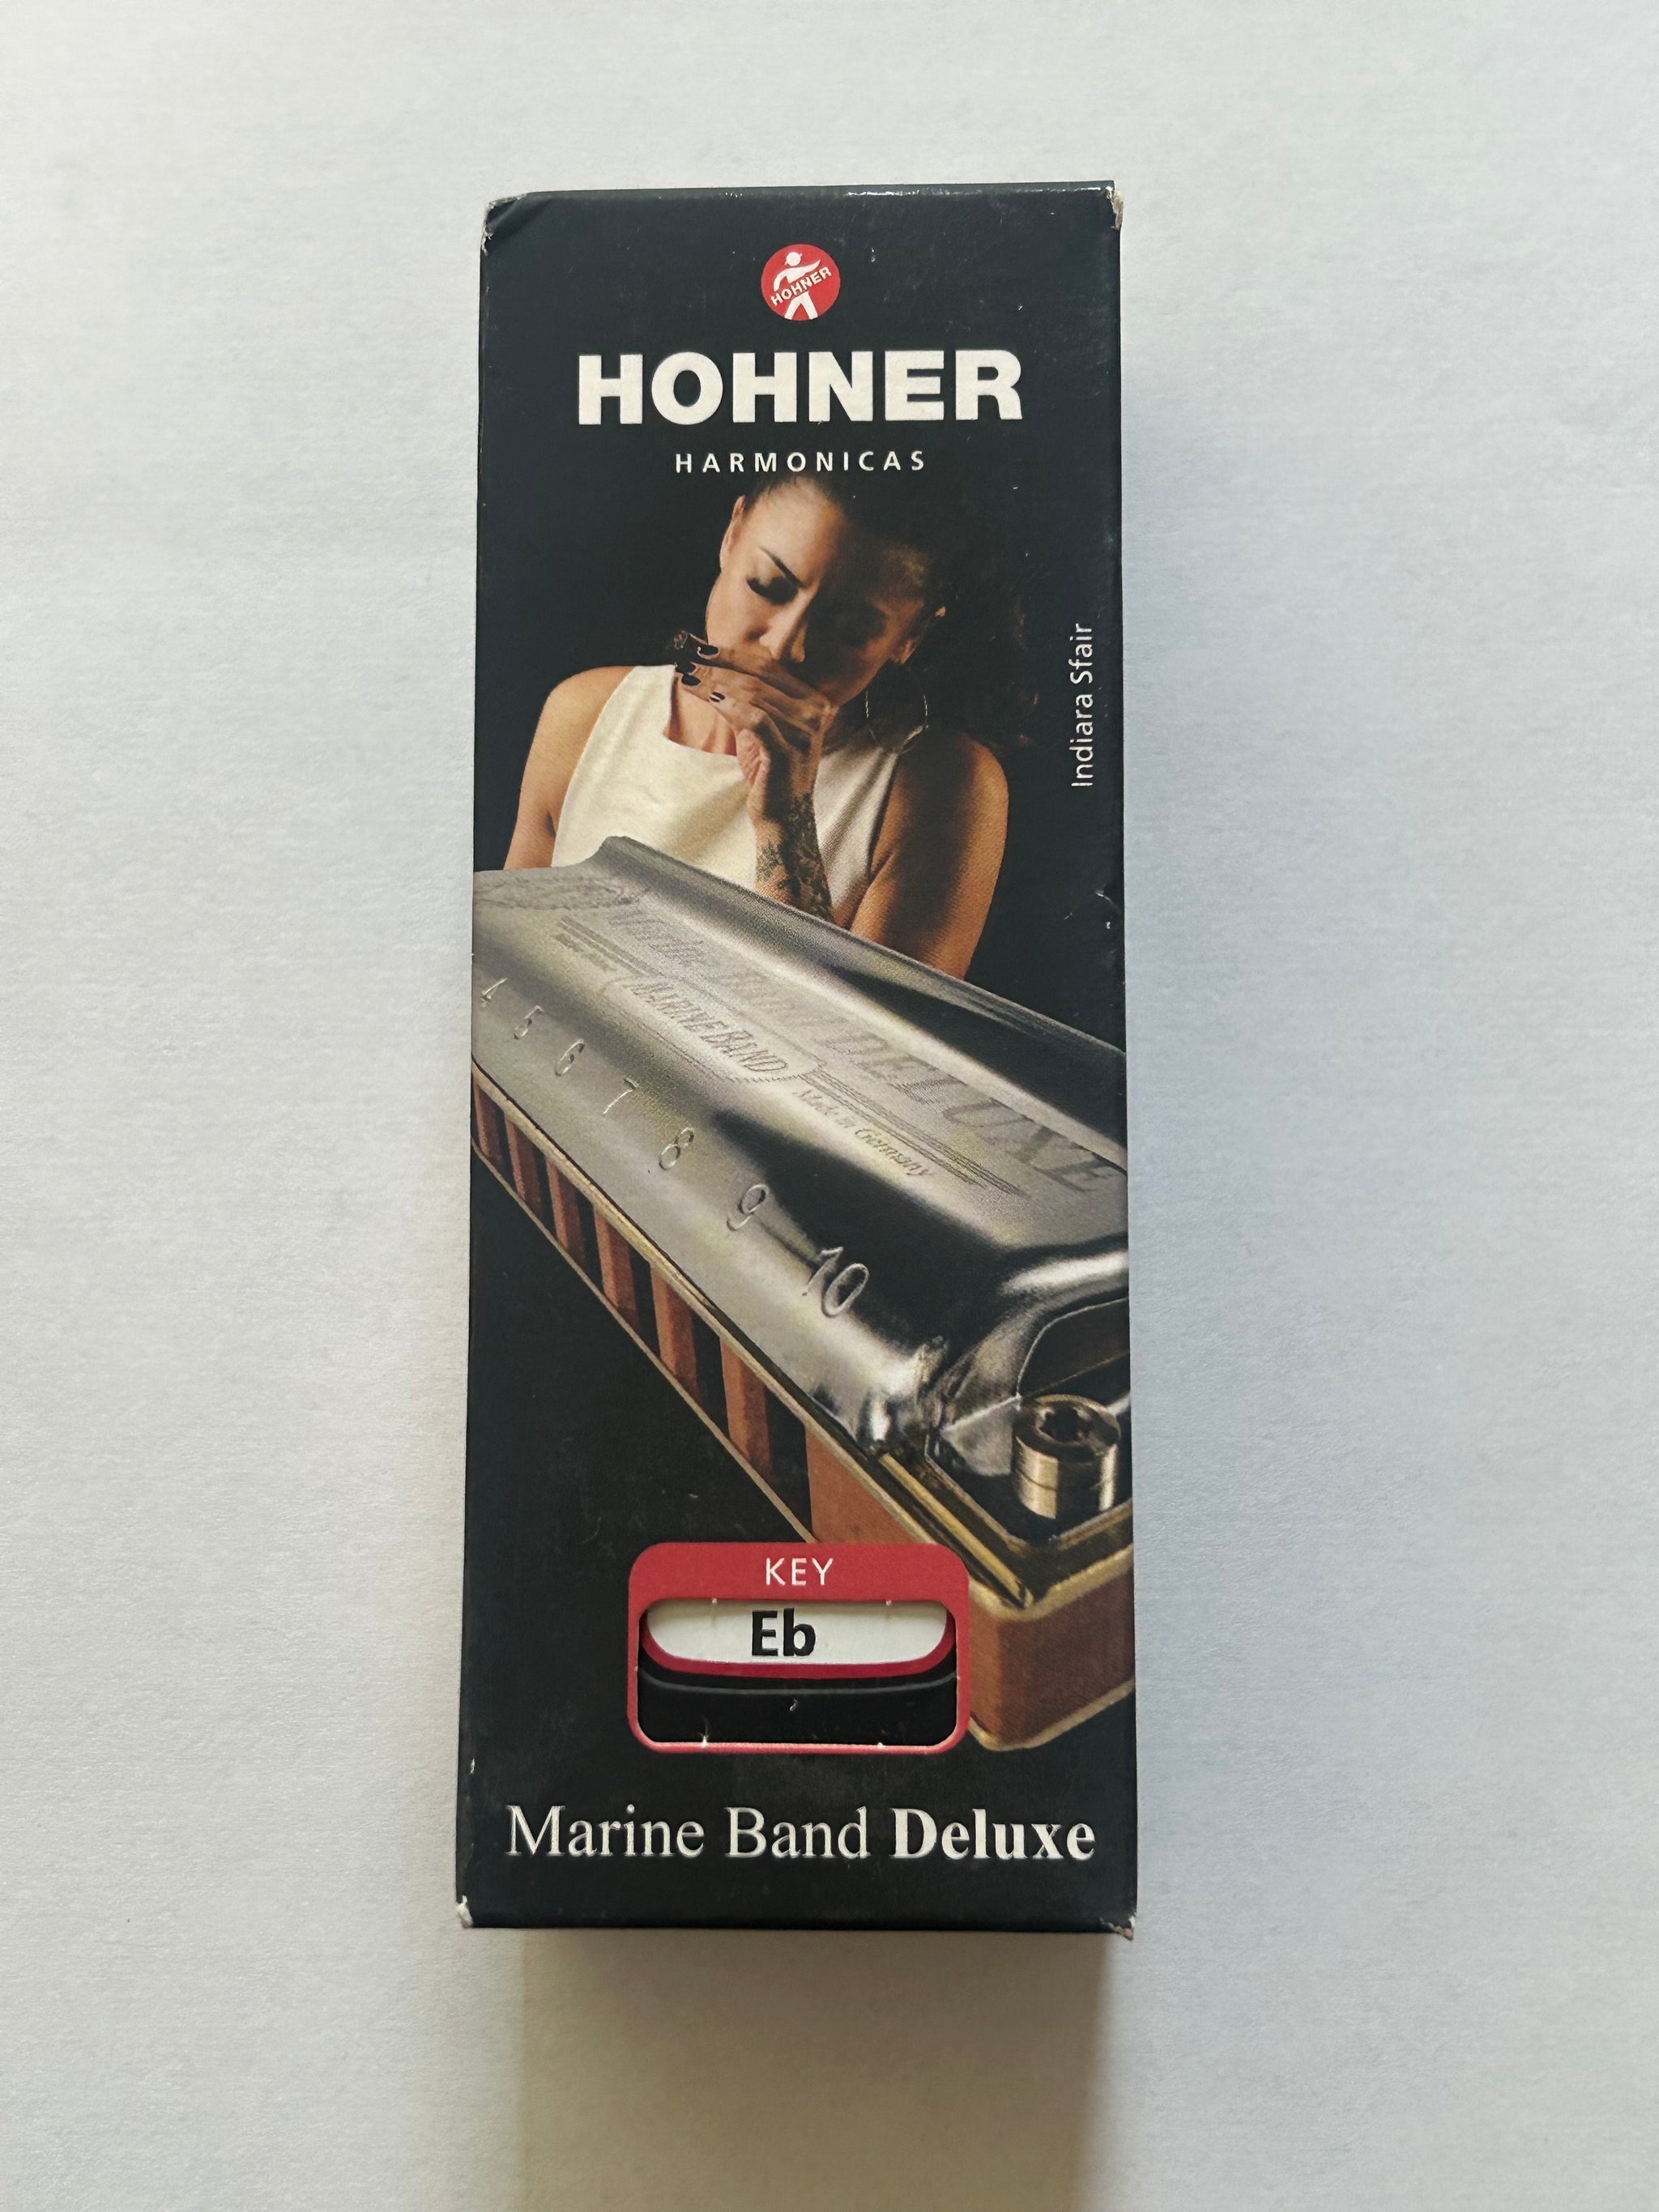 HOHNER
HOHNER
HARMONICAS
Indiara Sfair
DELUXE
MARINE BAND
Made in Germany
4 5 6 7 8 9 10
KEY
Eb
Marine Band Deluxe